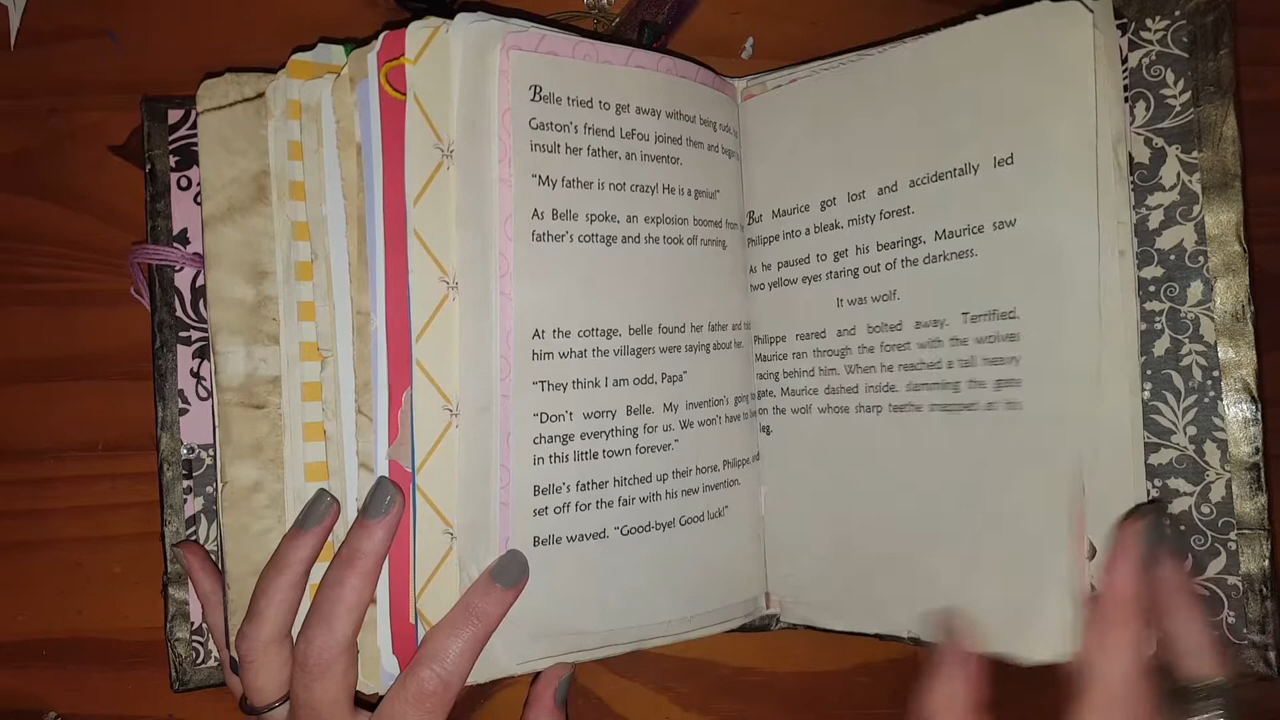 Belle tried to get away without being rude,
Gaston's friend LeFou joined them and began
insult her father, an inventor.
"My father is not crazy! He is a genius!"
As Belle spoke, an explosion boomed from
father's cottage and she took off running.
At the cottage, belle found her father and told
him what the villagers were saying about her.
"They think I am odd, Papa"
"Don't worry Belle. My invention's going to
change everything for us. We won't have to live
in this little town forever."
Belle's father hitched up their horse, Philippe, and
set off for the fair with his new invention.
Belle waved. "Good-bye! Good luck!"
But Maurice got lost and accidentally led
Philippe into a bleak, misty forest.
As he paused to get his bearings, Maurice saw
two yellow eyes staring out of the darkness.
It was wolf.
Philippe reared and bolted away. Terrified,
Maurice ran through the forest with the wolves
racing behind him. When he reached a tall heavy
gate, Maurice dashed inside, slamming the gate
on the wolf whose sharp teethe snapped at his
leg.